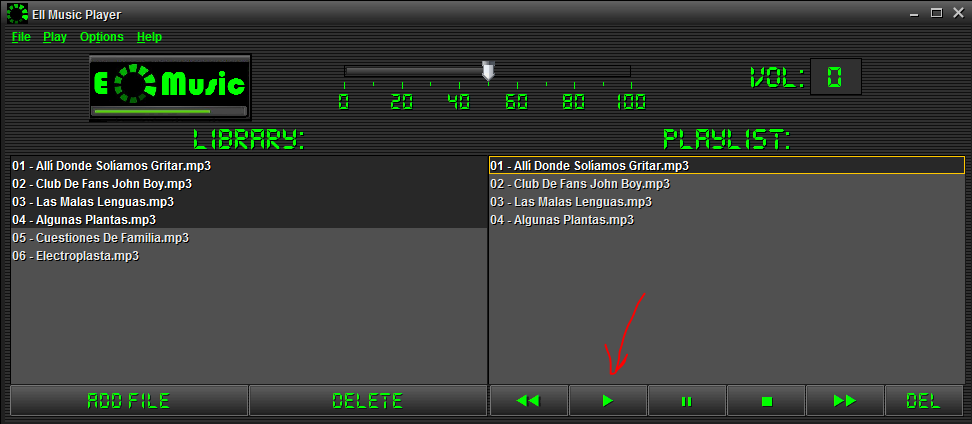 Ell Music Player
File Play Options Help
E Music
0 20 40 60 80 100
VOL: 0
LIBRARY:
PLAYLIST:
01 - Allí Donde Solíamos Gritar.mp3
02 - Club De Fans John Boy.mp3
03 - Las Malas Lenguas.mp3
04 - Algunas Plantas.mp3
05 - Cuestiones De Familia.mp3
06 - Electroplasta.mp3
01 - Allí Donde Solíamos Gritar.mp3
02 - Club De Fans John Boy.mp3
03 - Las Malas Lenguas.mp3
04 - Algunas Plantas.mp3
ADD FILE
DELETE
DEL